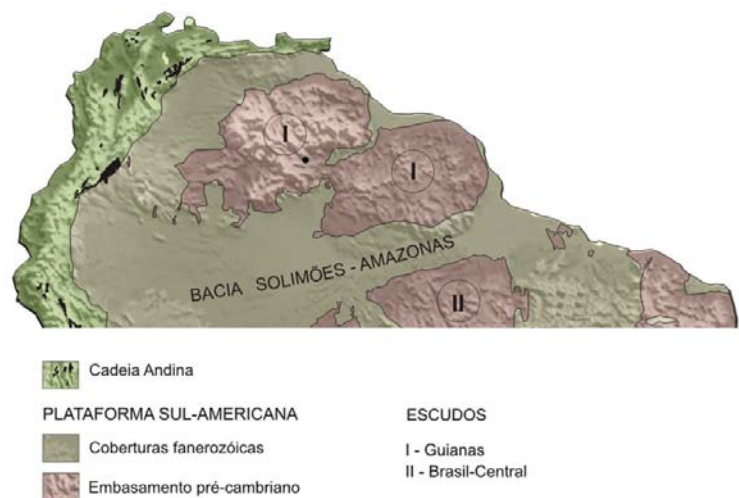 I
I
BACIA SOLIMÕES - AMAZONAS
II
Cadeia Andina
PLATAFORMA SUL-AMERICANA
Coberturas fanerozóicas
Embasamento pré-cambriano
ESCUDOS
I - Guianas
II - Brasil-Central